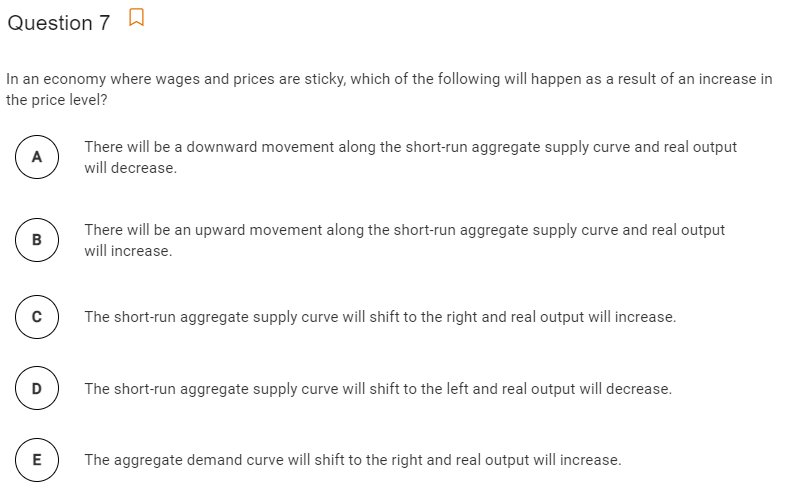 Question 7
In an economy where wages and prices are sticky, which of the following will happen as a result of an increase in
the price level?
A
There will be a downward movement along the short-run aggregate supply curve and real output
will decrease.
B
There will be an upward movement along the short-run aggregate supply curve and real output
will increase.
C
The short-run aggregate supply curve will shift to the right and real output will increase.
D
The short-run aggregate supply curve will shift to the left and real output will decrease.
E
The aggregate demand curve will shift to the right and real output will increase.